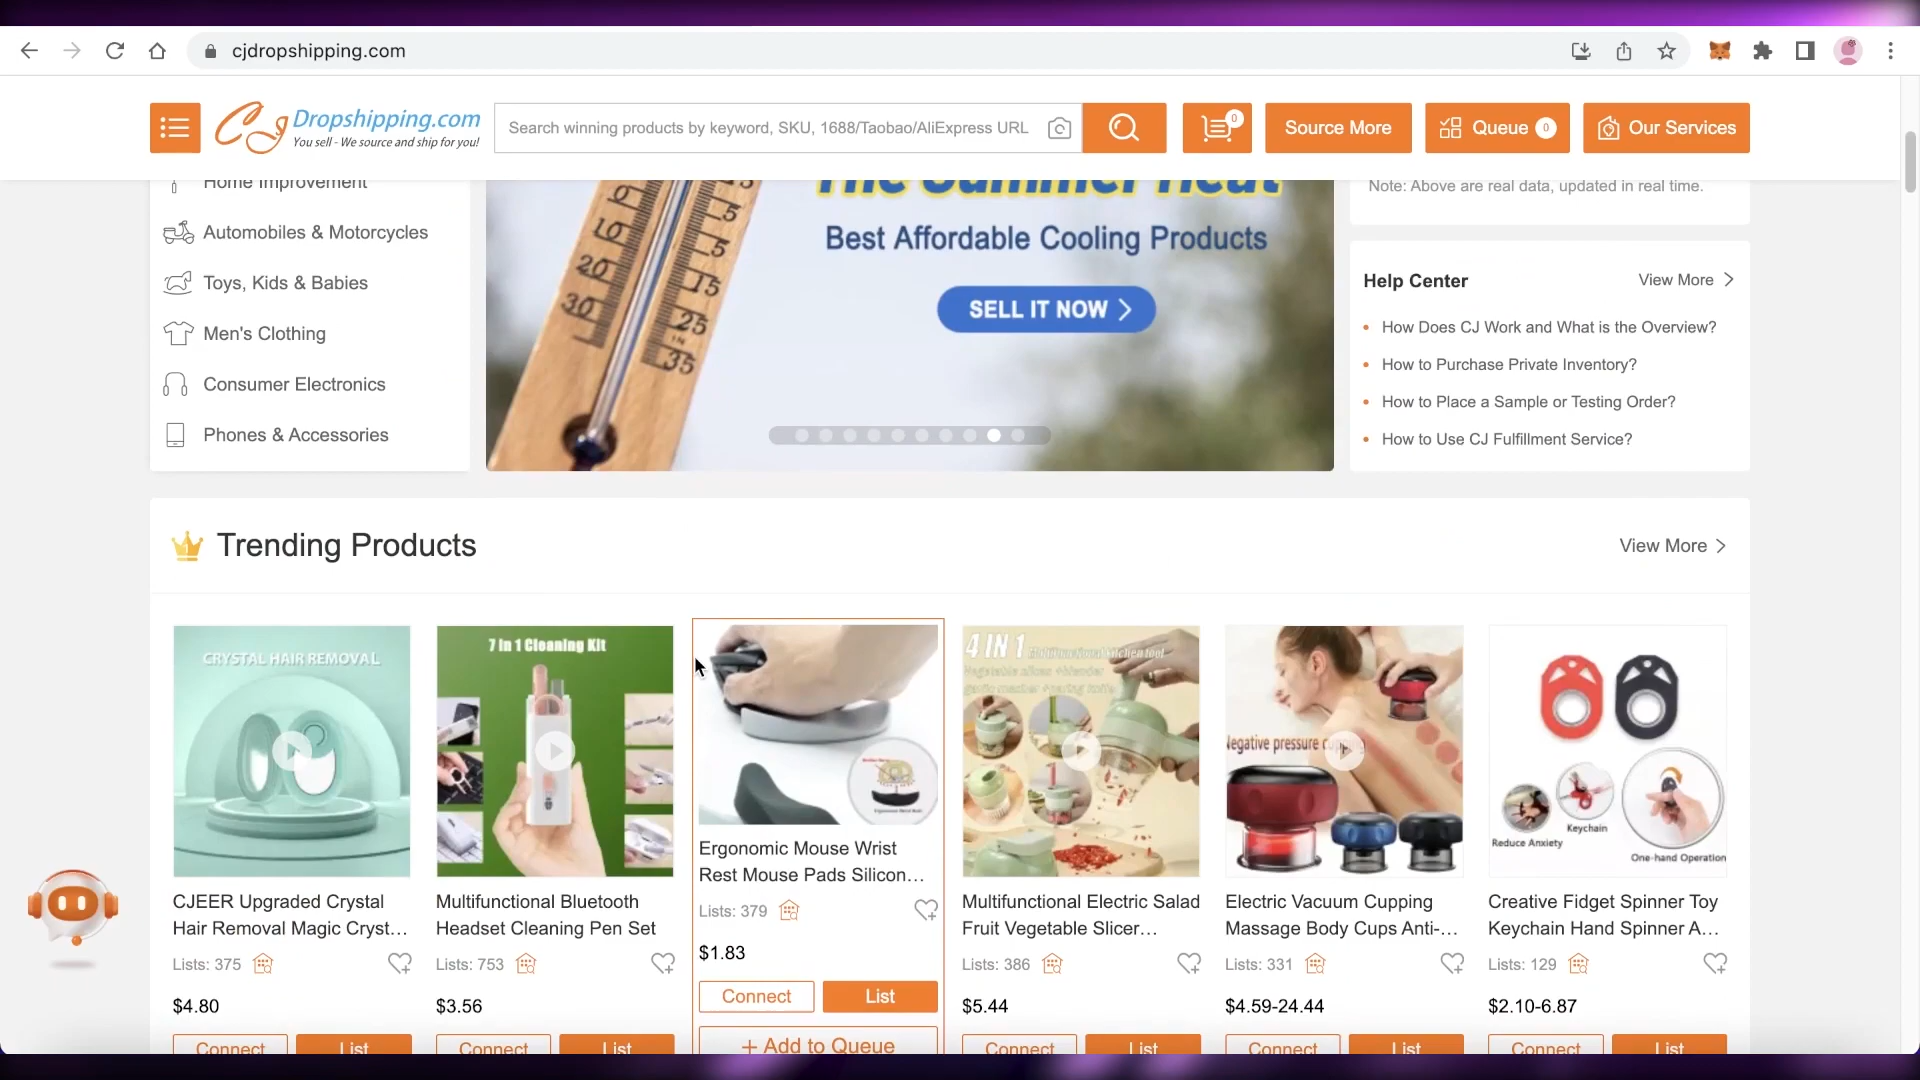 cjdropshipping.com
CJ Dropshipping.com
You sell - We source and ship for you!
Search winning products by keyword, SKU, 1688/Taobao/AliExpress URL
0
Source More
Queue 0
Our Services
Home Improvement
Automobiles & Motorcycles
Toys, Kids & Babies
Men's Clothing
Consumer Electronics
Phones & Accessories
The Summer Heat
Best Affordable Cooling Products
SELL IT NOW
Note: Above are real data, updated in real time.
Help Center
View More
How Does CJ Work and What is the Overview?
How to Purchase Private Inventory?
How to Place a Sample or Testing Order?
How to Use CJ Fulfillment Service?
Trending Products
View More
CRYSTAL HAIR REMOVAL
CJEER Upgraded Crystal
Hair Removal Magic Cryst...
Lists: 375
$4.80
Connect
List
7 In 1 Cleaning Kit
Multifunctional Bluetooth
Headset Cleaning Pen Set
Lists: 753
$3.56
Connect
List
Ergonomic Mouse Wrist
Rest Mouse Pads Silicon...
Lists: 379
$1.83
Connect
List
+ Add to Queue
4 IN 1 Multifunctional kitchen tool
Multifunctional Electric Salad
Fruit Vegetable Slicer...
Lists: 386
$5.44
Connect
List
Negative pressure cupping
Electric Vacuum Cupping
Massage Body Cups Anti-...
Lists: 331
$4.59-24.44
Connect
List
Reduce Anxiety
Keychain
One-hand Operation
Creative Fidget Spinner Toy
Keychain Hand Spinner A...
Lists: 129
$2.10-6.87
Connect
List